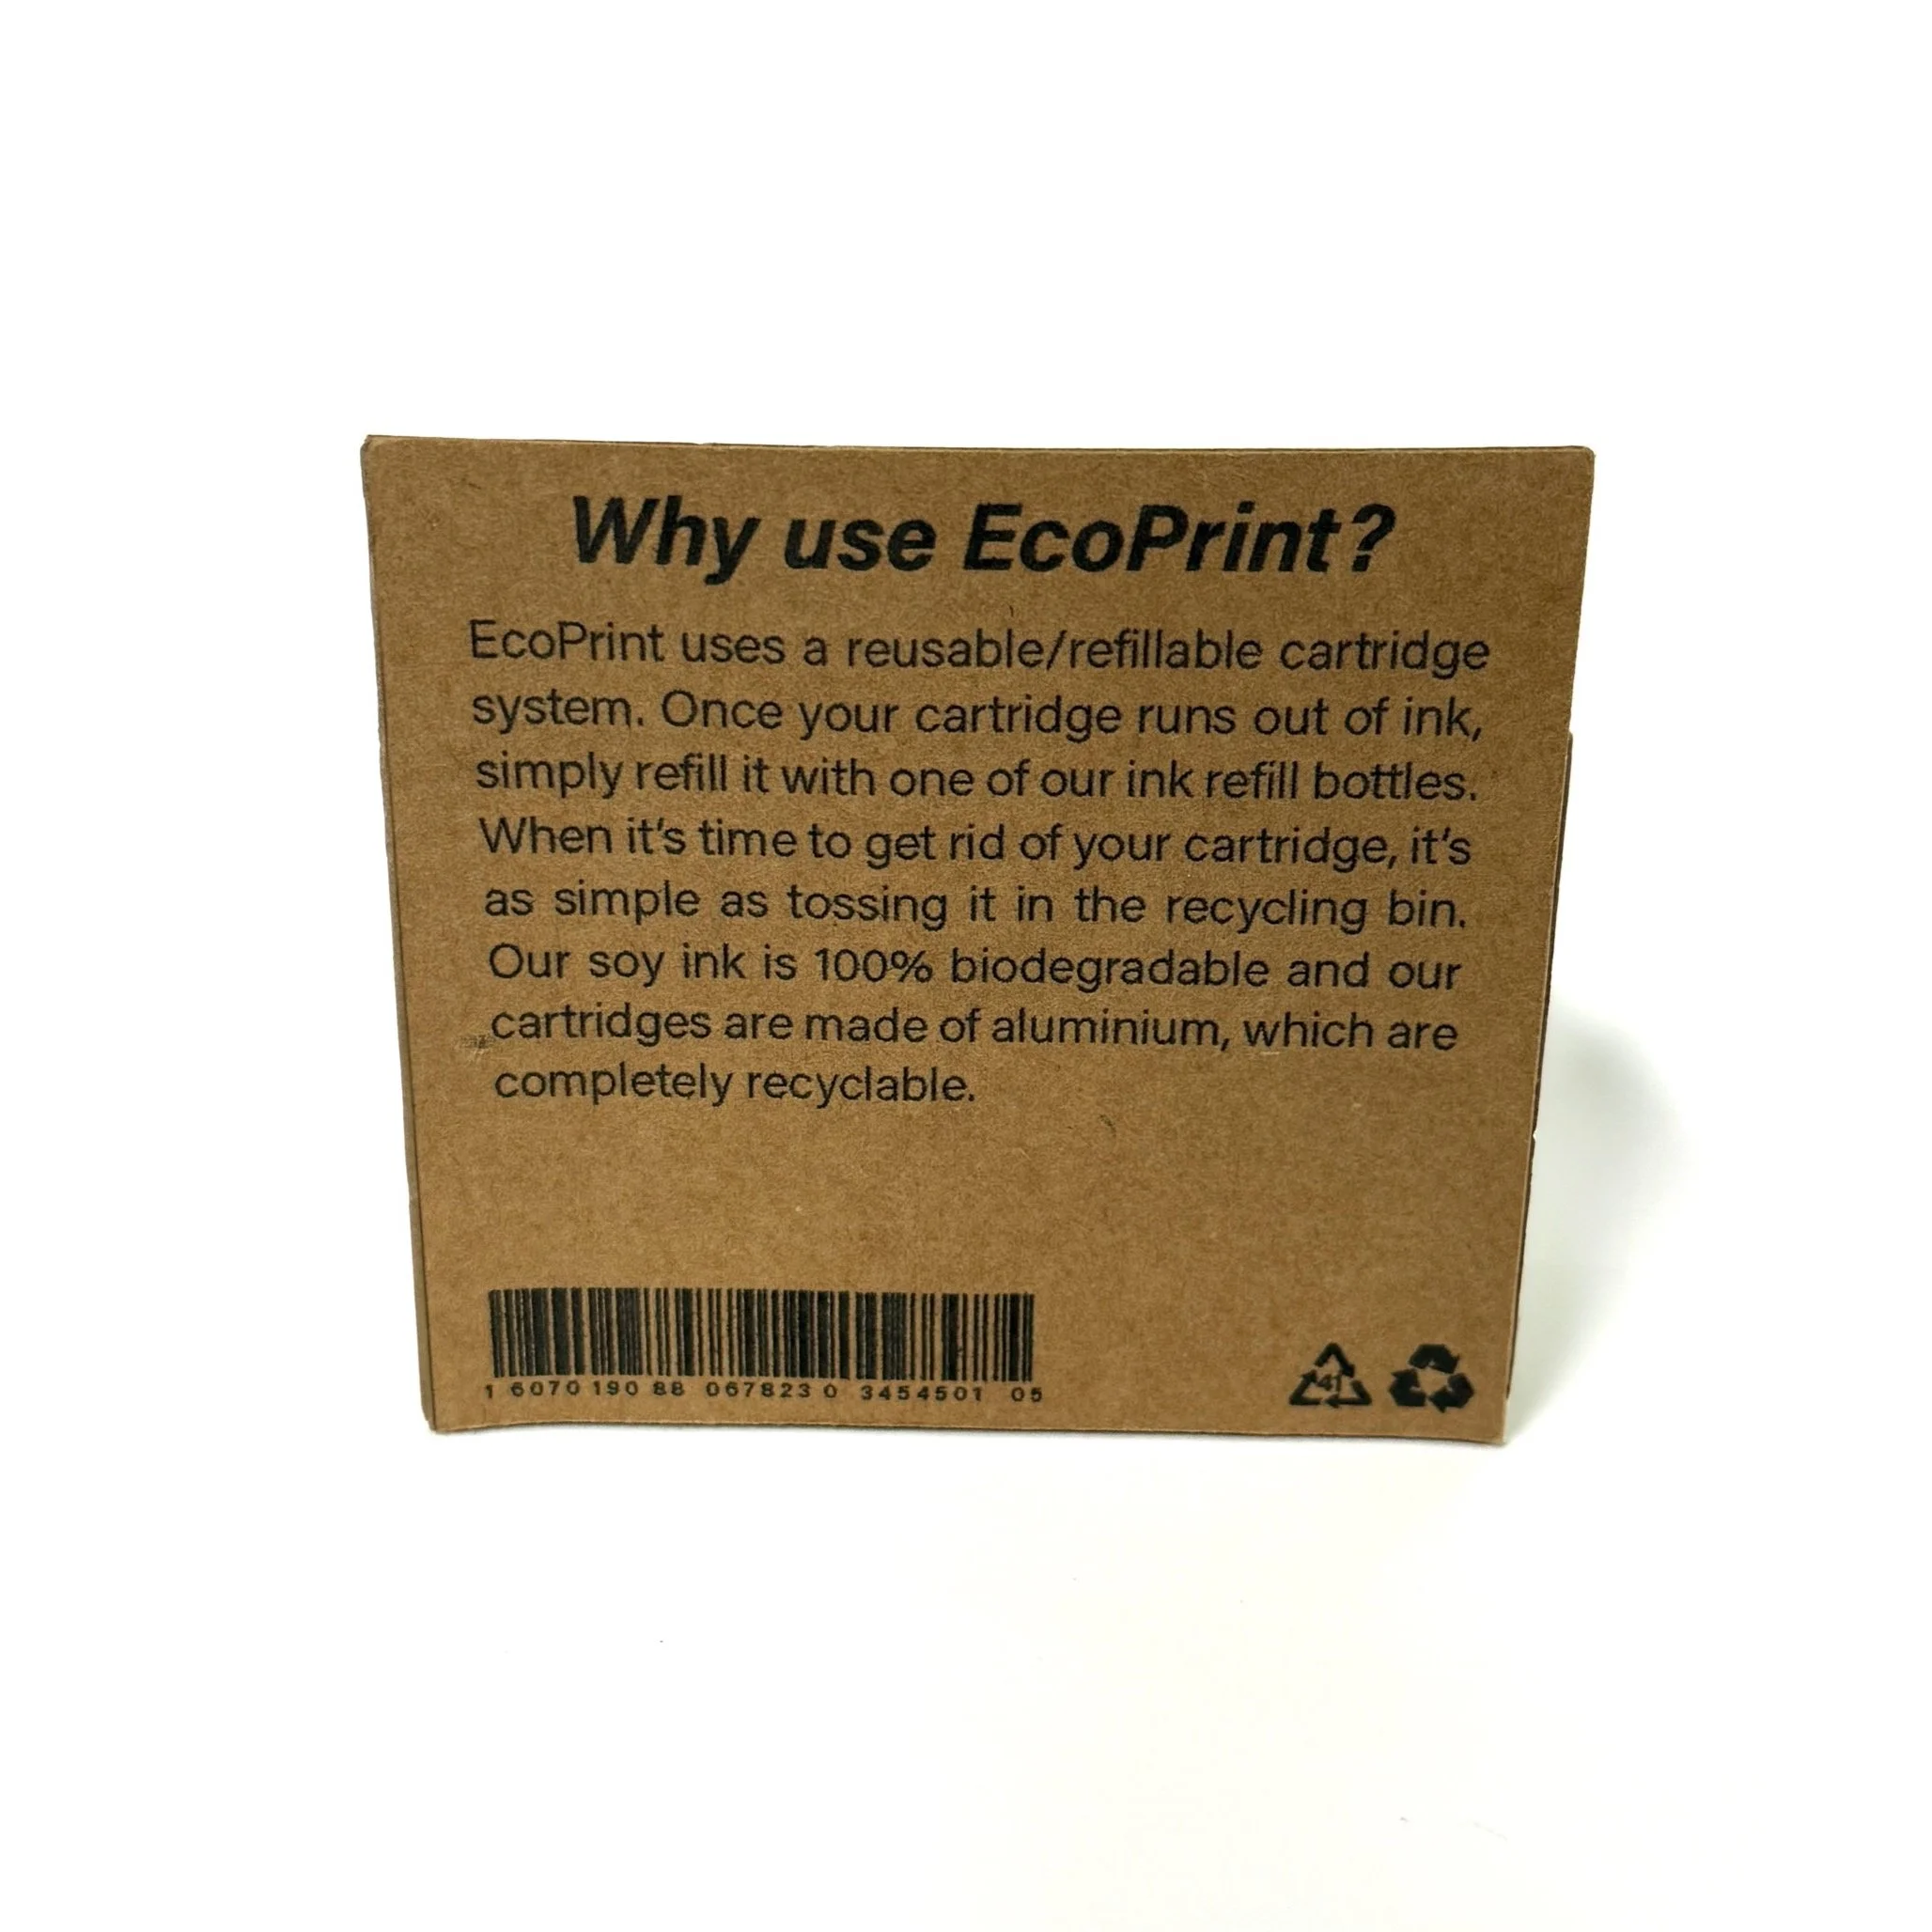 Why use EcoPrint?
EcoPrint uses a reusable/refillable cartridge
system. Once your cartridge runs out of ink,
simply refill it with one of our ink refill bottles.
When it's time to get rid of your cartridge, it's
as simple as tossing it in the recycling bin.
Our soy ink is 100% biodegradable and our
cartridges are made of aluminium, which are
completely recyclable.
1 6070 190 88 067823 0 3454501 05
41